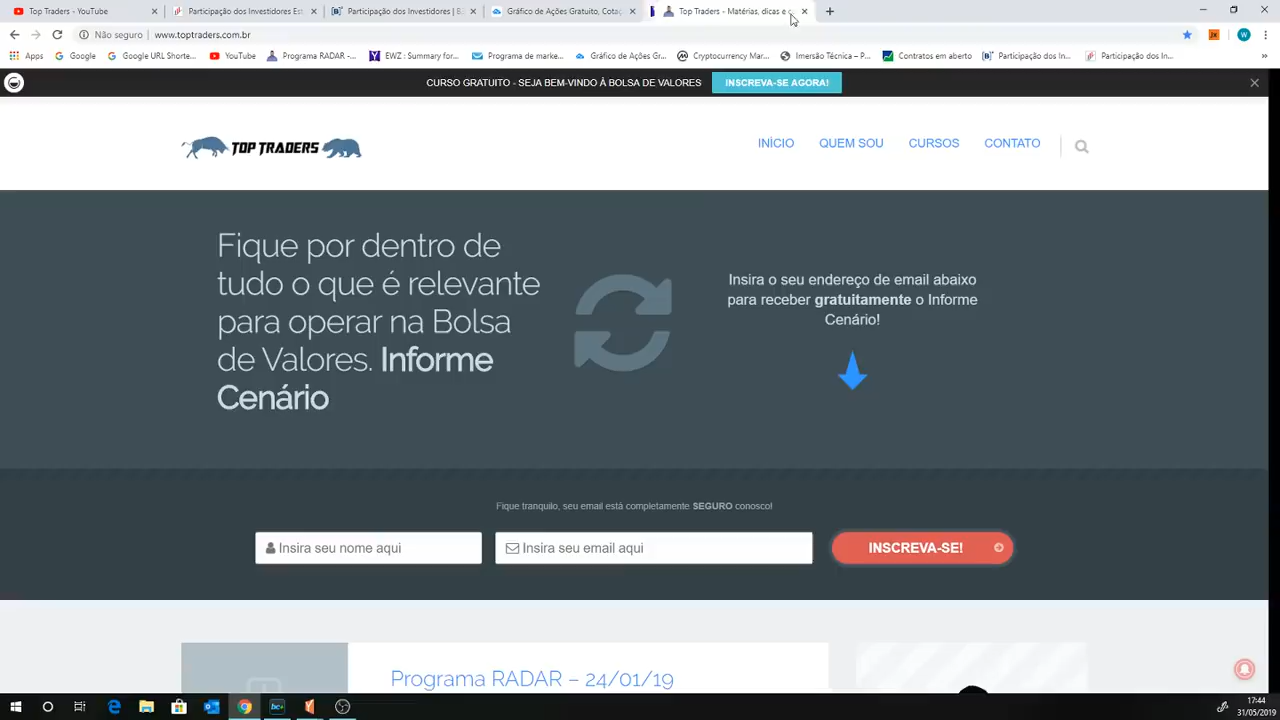 Top Traders - YouTube
Participação dos Investidores Est
Participação dos Investidores | B
Gráfico de Ações Gratuito, Cotaç
Top Traders - Matérias, dicas e c
Não seguro | www.toptraders.com.br
Apps
Google
Google URL Shorte...
YouTube
Programa RADAR -...
EWZ : Summary for...
Programa de marke...
Gráfico de Ações Gr...
Cryptocurrency Mar...
Imersão Técnica – P...
Contratos em aberto
Participação dos In...
Participação dos In...
CURSO GRATUITO - SEJA BEM-VINDO À BOLSA DE VALORES
INSCREVA-SE AGORA!
TOP TRADERS
INÍCIO
QUEM SOU
CURSOS
CONTATO
Fique por dentro de
tudo o que é relevante
para operar na Bolsa
de Valores. Informe
Cenário
Insira o seu endereço de email abaixo
para receber gratuitamente o Informe
Cenário!
Fique tranquilo, seu email está completamente SEGURO conosco!
Insira seu nome aqui
Insira seu email aqui
INSCREVA-SE!
Programa RADAR – 24/01/19
17:44
31/05/2019